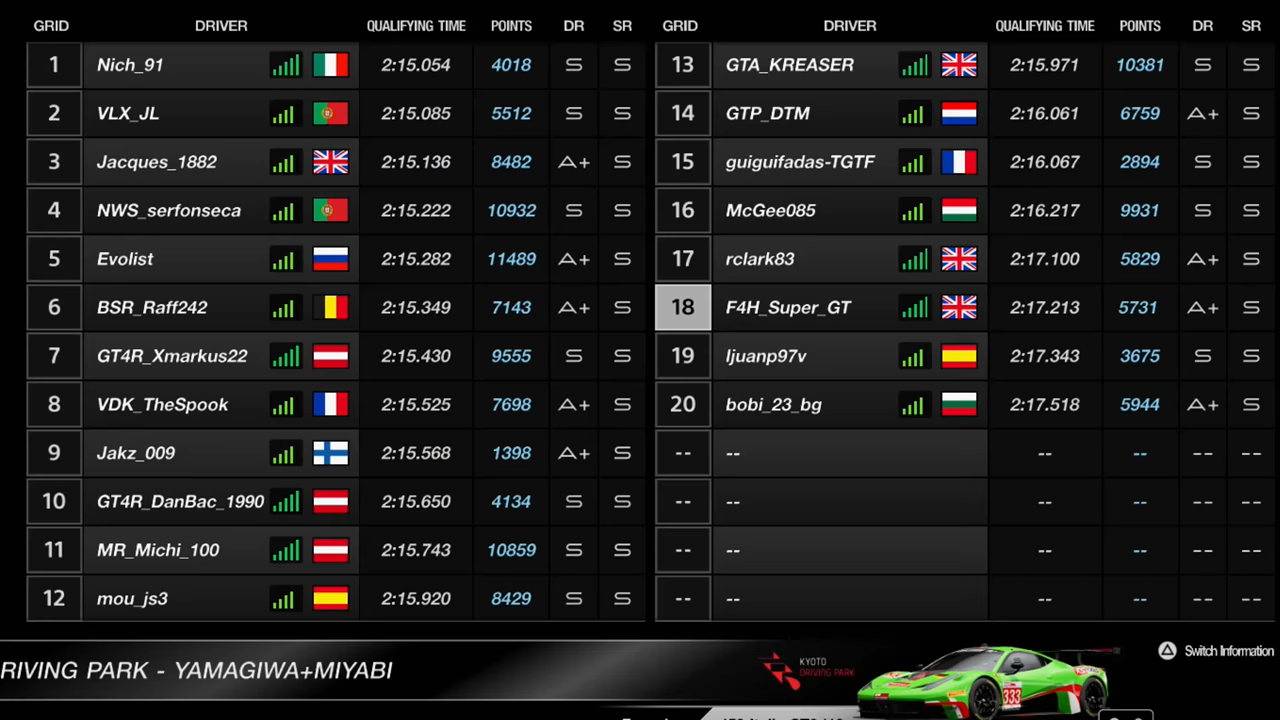 GRID DRIVER QUALIFYING TIME POINTS DR SR
1 Nich_91 2:15.054 4018 S S
2 VLX_JL 2:15.085 5512 S S
3 Jacques_1882 2:15.136 8482 A+ S
4 NWS_serfonseca 2:15.222 10932 S S
5 Evolist 2:15.282 11489 A+ S
6 BSR_Raff242 2:15.349 7143 A+ S
7 GT4R_Xmarkus22 2:15.430 9555 S S
8 VDK_TheSpook 2:15.525 7698 A+ S
9 Jakz_009 2:15.568 1398 A+ S
10 GT4R_DanBac_1990 2:15.650 4134 S S
11 MR_Michi_100 2:15.743 10859 S S
12 mou_js3 2:15.920 8429 S S
GRID DRIVER QUALIFYING TIME POINTS DR SR
13 GTA_KREASER 2:15.971 10381 S S
14 GTP_DTM 2:16.061 6759 A+ S
15 guiguifadas-TGTF 2:16.067 2894 S S
16 McGee085 2:16.217 9931 S S
17 rclark83 2:17.100 5829 A+ S
18 F4H_Super_GT 2:17.213 5731 A+ S
19 ljuanp97v 2:17.343 3675 S S
20 bobi_23_bg 2:17.518 5944 A+ S
-- -- -- -- -- --
-- -- -- -- -- --
-- -- -- -- -- --
-- -- -- -- -- --
RIVING PARK - YAMAGIWA+MIYABI
KYOTO
DRIVING PARK
333
Switch Information